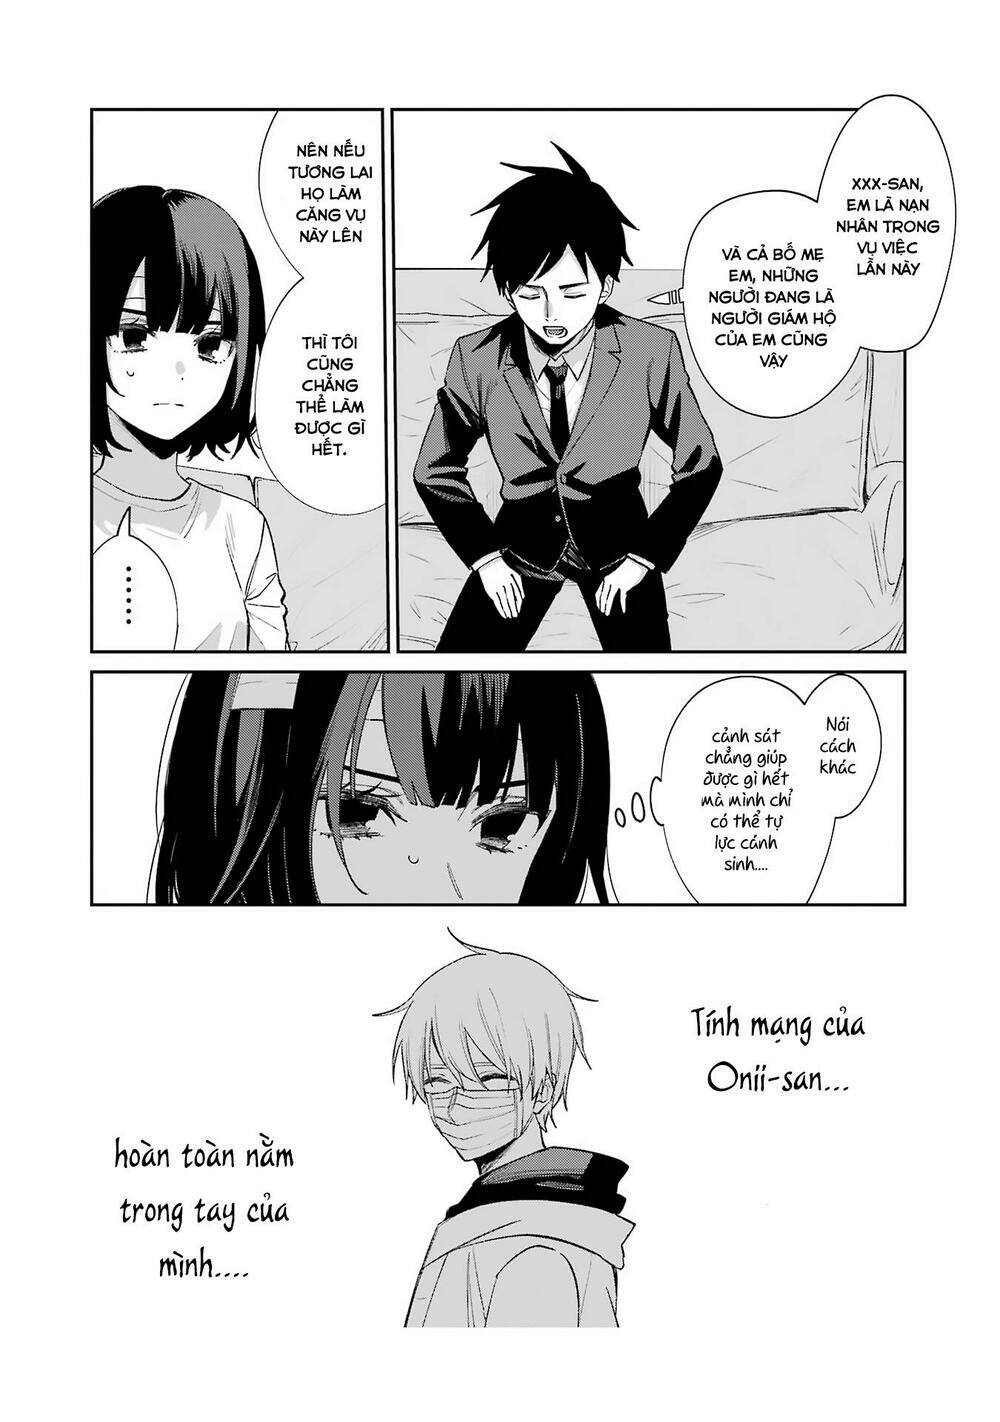 XXX-SAN,
EM LÀ NẠN
NHÂN TRONG
VỤ VIỆC
LẦN NÀY
VÀ CẢ BỐ MẸ
EM, NHỮNG
NGƯỜI ĐANG LÀ
NGƯỜI GIÁM HỘ
CỦA EM CŨNG
VẬY
NÊN NẾU
TƯƠNG LAI
HỌ LÀM
CĂNG VỤ
NÀY LÊN
THÌ TÔI
CŨNG
CHẲNG
THỂ LÀM
ĐƯỢC GÌ
HẾT.
......
Nói
cách
khác
cảnh sát
chẳng giúp
được gì hết
mà mình chỉ
có thể tự
lực cánh
sinh....
Tính mạng của
Onii-san...
hoàn toàn nằm
trong tay của
mình....